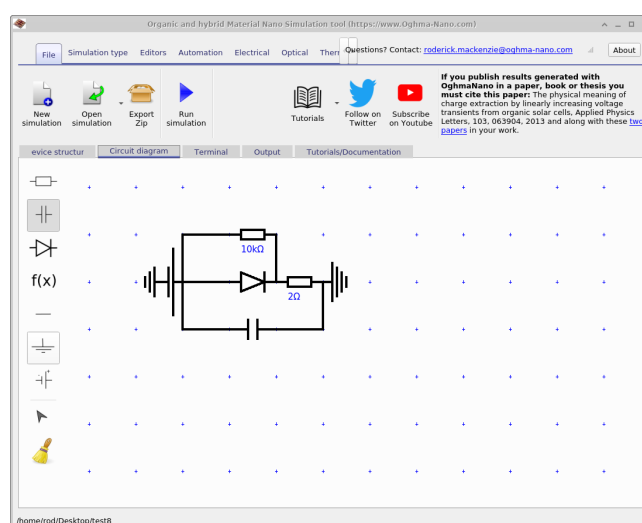 Organic and hybrid Material Nano Simulation tool (https://www.Oghma-Nano.com)
File Simulation type Editors Automation Electrical Optical Ther Questions? Contact: roderick.mackenzie@oghma-nano.com About
New simulation
Open simulation
Export Zip
Run simulation
Tutorials
Follow on Twitter
Subscribe on Youtube
If you publish results generated with
OghmaNano in a paper, book or thesis you
must cite this paper: The physical meaning of
charge extraction by linearly increasing voltage
transients from organic solar cells, Applied Physics
Letters, 103, 063904, 2013 and along with these two
papers in your work.
evice structur Circuit diagram Terminal Output Tutorials/Documentation
10kΩ
f(x)
2Ω
/home/rod/Desktop/test8